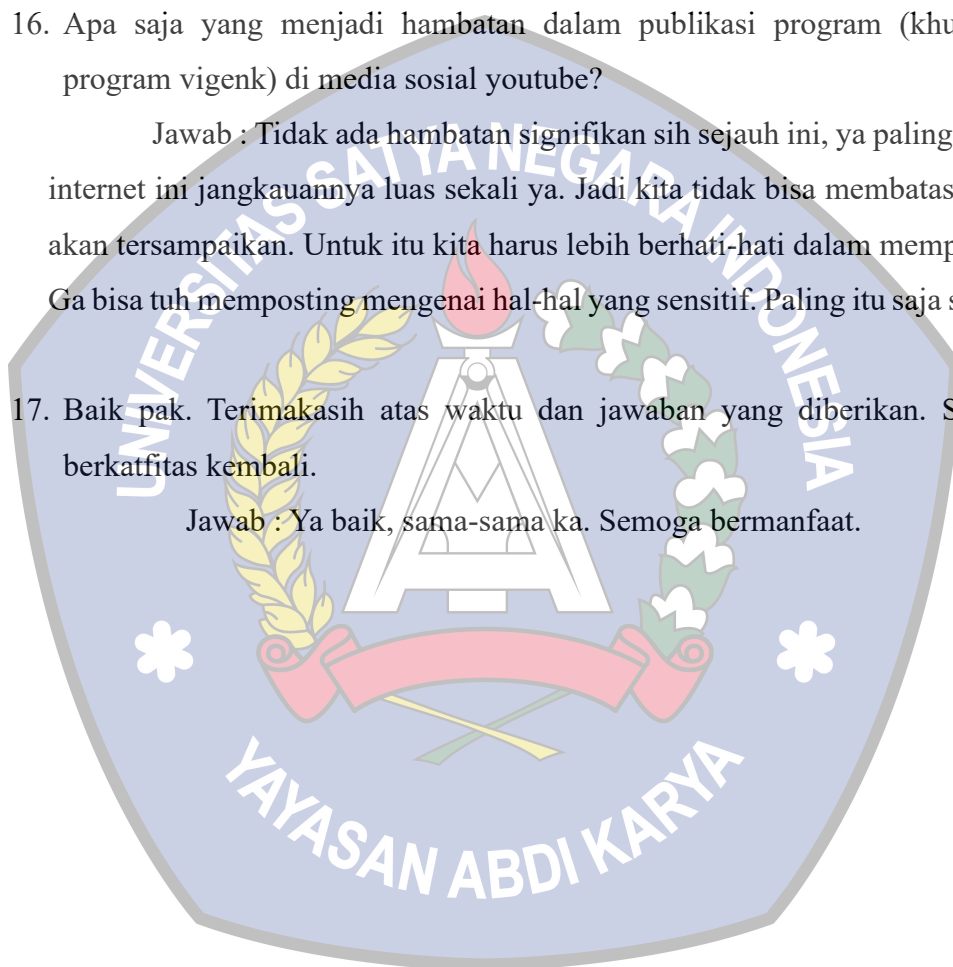 16. Apa saja yang menjadi hambatan dalam publikasi program (khu
program vigenk) di media sosial youtube?
Jawab : Tidak ada hambatan signifikan sih sejauh ini, ya paling
internet ini jangkauannya luas sekali ya. Jadi kita tidak bisa membatas
akan tersampaikan. Untuk itu kita harus lebih berhati-hati dalam memp
Ga bisa tuh memposting mengenai hal-hal yang sensitif. Paling itu saja s
17. Baik pak. Terimakasih atas waktu dan jawaban yang diberikan. S
berkatfitas kembali.
Jawab : Ya baik, sama-sama ka. Semoga bermanfaat.
UNIVERSITAS SATYA NEGARA INDONESIA
YAYASAN ABDI KARYA